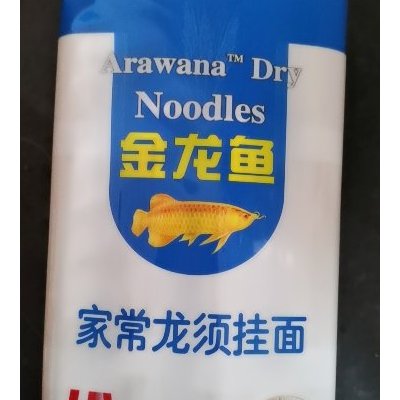 Arawana™ Dry
Noodles
金龙鱼
家常龙须挂面